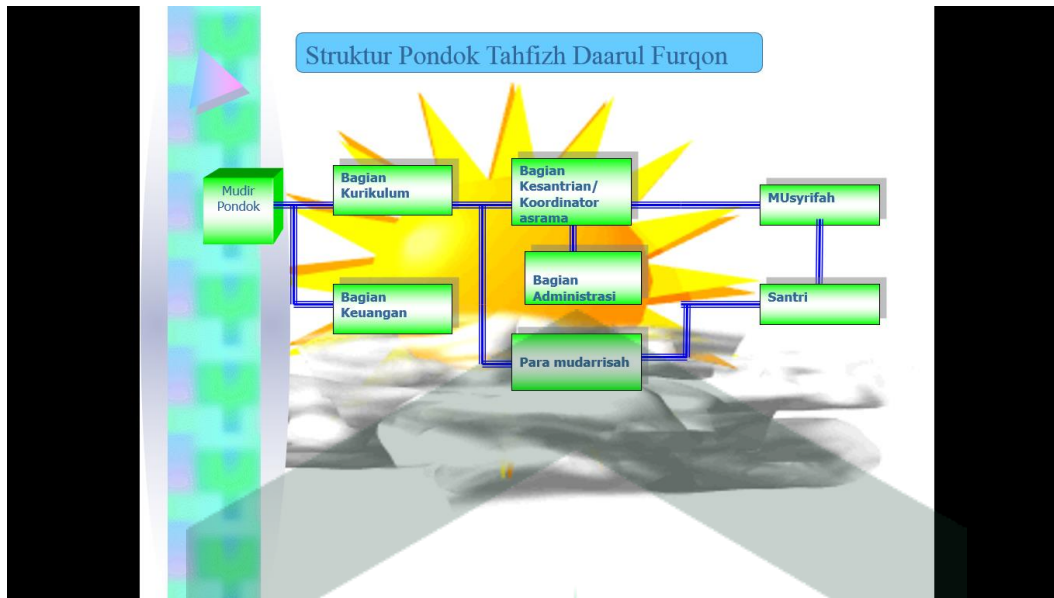 Struktur Pondok Tahfizh Daarul Furqon
Mudir
Pondok
Bagian
Kurikulum
Bagian
Kesantrian/
Koordinator
asrama
MUsyrifah
Bagian
Keuangan
Bagian
Administrasi
Santri
Para mudarrisah